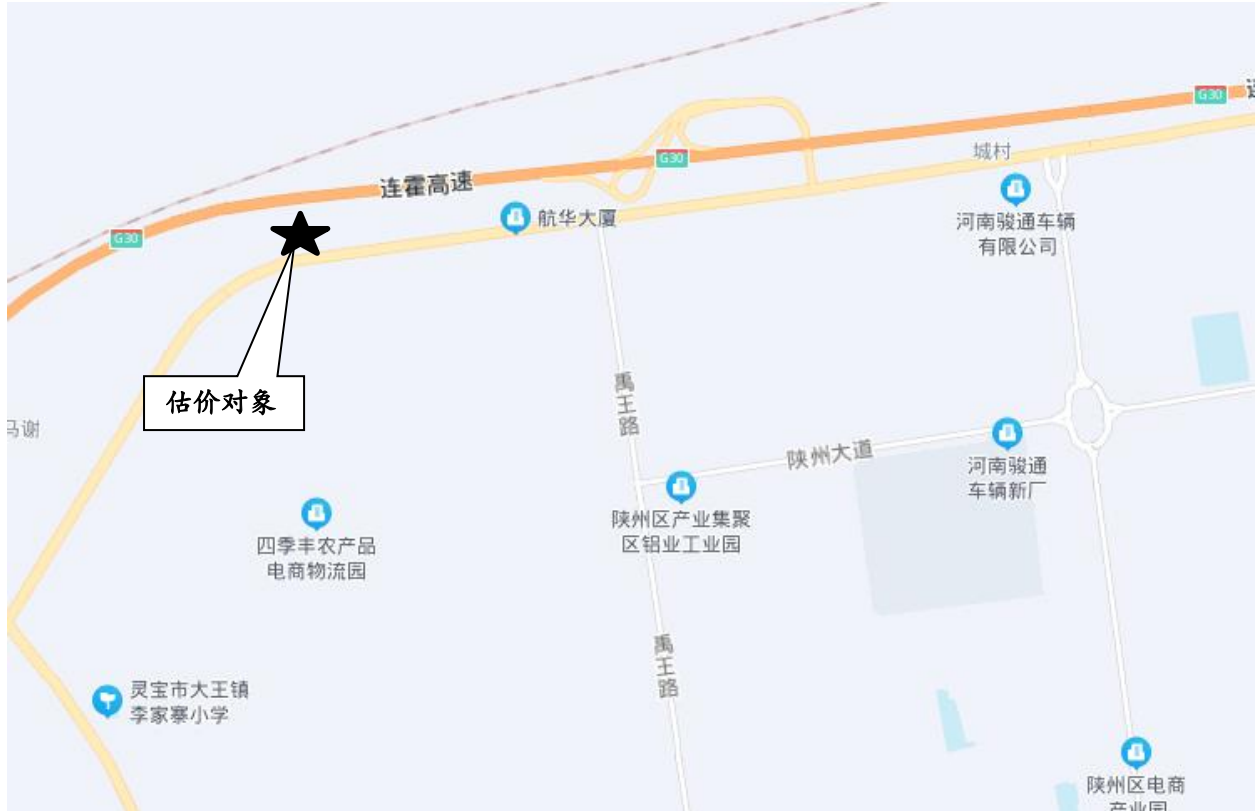 G30
连
城村
G30
连霍高速
航华大厦
河南骏通车辆
有限公司
G30
估价对象
禹王路
马谢
陕州大道
河南骏通
车辆新厂
陕州区产业集聚
区铝业工业园
四季丰农产品
电商物流园
禹王路
灵宝市大王镇
李家寨小学
陕州区电商
产业园